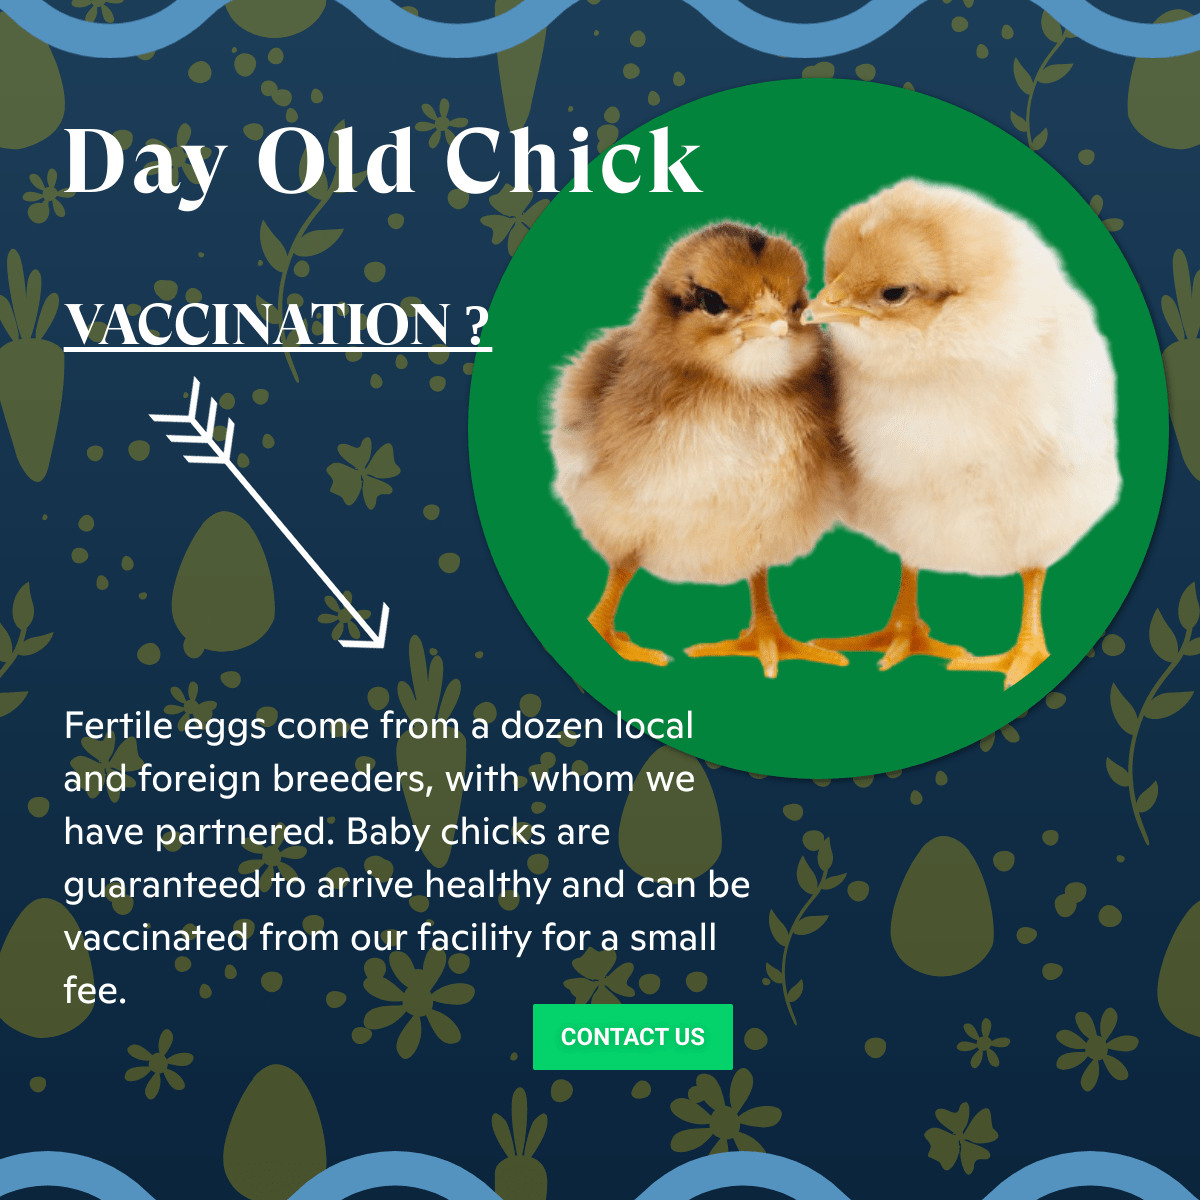 Day Old Chick
VACCINATION ?
Fertile eggs come from a dozen local
and foreign breeders, with whom we
have partnered. Baby chicks are
guaranteed to arrive healthy and can be
vaccinated from our facility for a small
fee.
CONTACT US